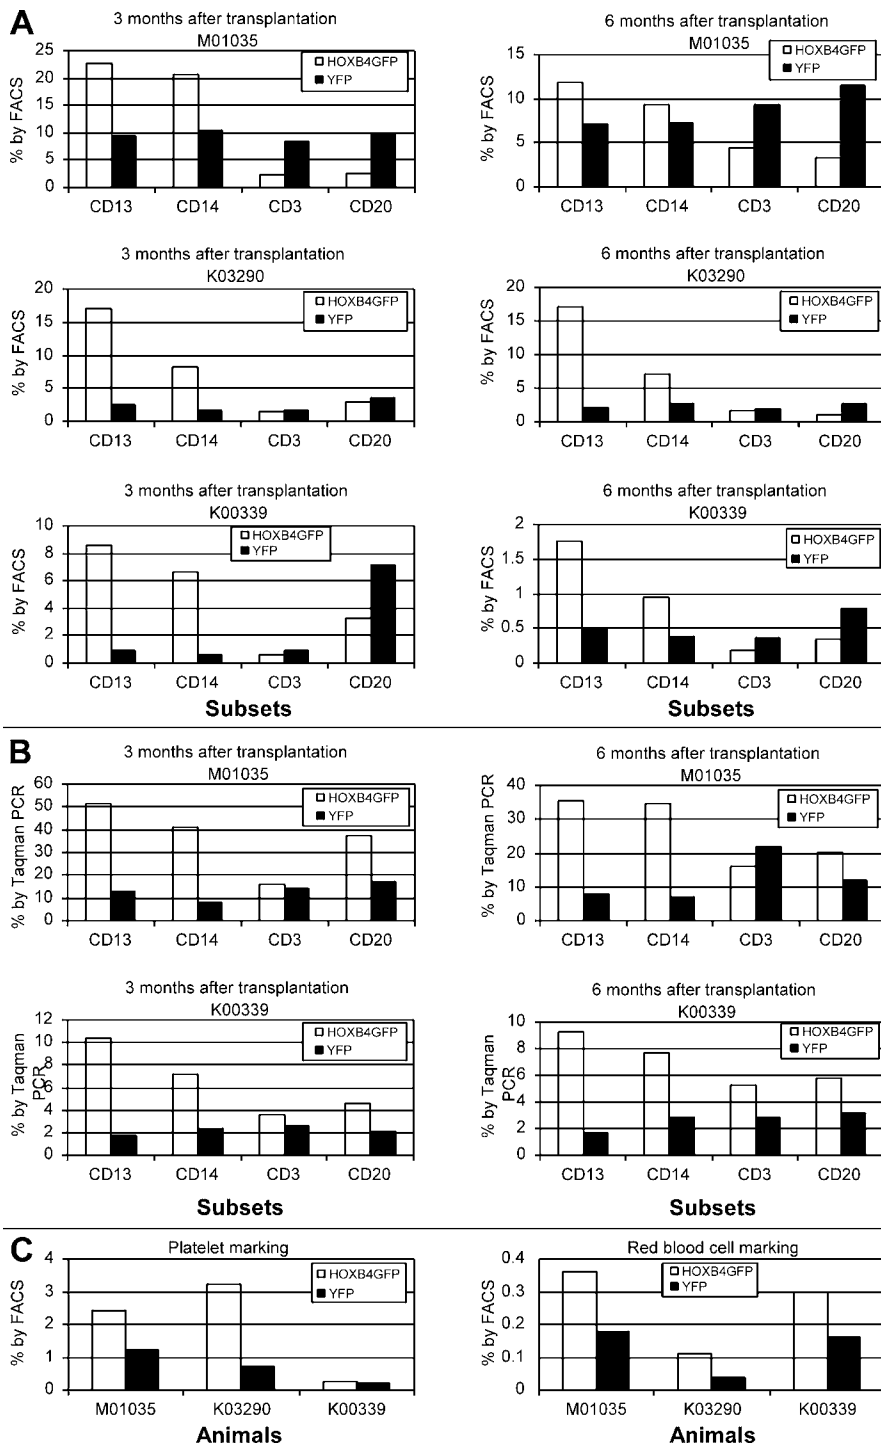 A
3 months after transplantation
M01035
25
20
15
10
5
0
% by FACS
HOXB4GFP
YFP
CD13 CD14 CD3 CD20
6 months after transplantation
M01035
15
10
5
0
% by FACS
HOXB4GFP
YFP
CD13 CD14 CD3 CD20
3 months after transplantation
K03290
20
15
10
5
0
% by FACS
HOXB4GFP
YFP
CD13 CD14 CD3 CD20
6 months after transplantation
K03290
20
15
10
5
0
% by FACS
HOXB4GFP
YFP
CD13 CD14 CD3 CD20
3 months after transplantation
K00339
10
8
6
4
2
0
% by FACS
HOXB4GFP
YFP
CD13 CD14 CD3 CD20
Subsets
6 months after transplantation
K00339
2
1.5
1
0.5
0
% by FACS
HOXB4GFP
YFP
CD13 CD14 CD3 CD20
Subsets
B
3 months after transplantation
M01035
60
50
40
30
20
10
0
% by Taqman PCR
HOXB4GFP
YFP
CD13 CD14 CD3 CD20
6 months after transplantation
M01035
40
30
20
10
0
% by Taqman PCR
HOXB4GFP
YFP
CD13 CD14 CD3 CD20
3 months after transplantation
K00339
12
10
8
6
4
2
0
% by Taqman
PCR
HOXB4GFP
YFP
CD13 CD14 CD3 CD20
Subsets
6 months after transplantation
K00339
10
8
6
4
2
0
% by Taqman
PCR
HOXB4GFP
YFP
CD13 CD14 CD3 CD20
Subsets
C
Platelet marking
4
3
2
1
0
% by FACS
HOXB4GFP
YFP
M01035 K03290 K00339
Animals
Red blood cell marking
0.4
0.3
0.2
0.1
0
% by FACS
HOXB4GFP
YFP
M01035 K03290 K00339
Animals